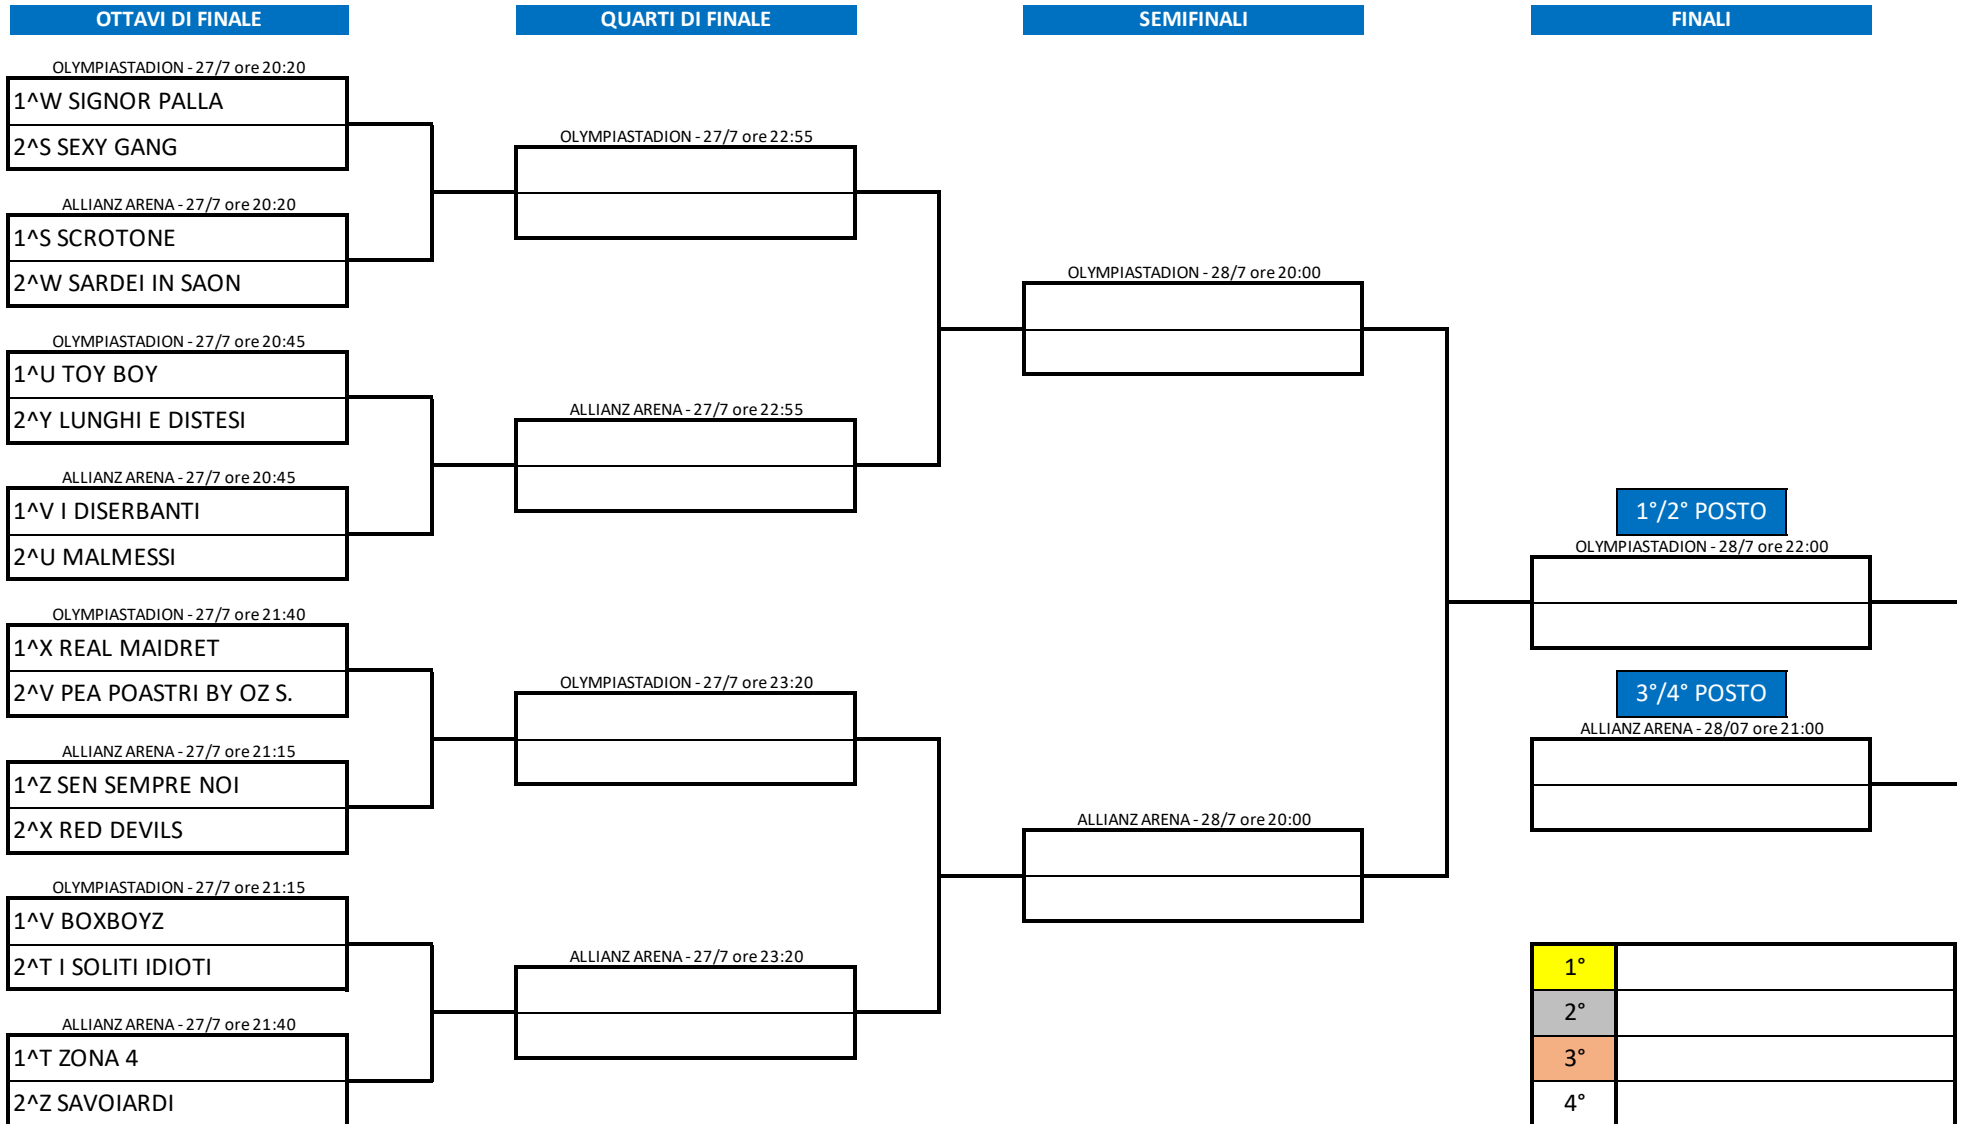 OTTAVI DI FINALE
QUARTI DI FINALE
SEMIFINALI
FINALI
OLYMPIASTADION - 27/7 ore 20:20
1^W SIGNOR PALLA
2^S SEXY GANG
ALLIANZ ARENA - 27/7 ore 20:20
1^S SCROTONE
2^W SARDEI IN SAON
OLYMPIASTADION - 27/7 ore 20:45
1^U TOY BOY
2^Y LUNGHI E DISTESI
ALLIANZ ARENA - 27/7 ore 20:45
1^V I DISERBANTI
2^U MALMESSI
OLYMPIASTADION - 27/7 ore 21:40
1^X REAL MAIDRET
2^V PEA POASTRI BY OZ S.
ALLIANZ ARENA - 27/7 ore 21:15
1^Z SEN SEMPRE NOI
2^X RED DEVILS
OLYMPIASTADION - 27/7 ore 21:15
1^V BOXBOYZ
2^T I SOLITI IDIOTI
ALLIANZ ARENA - 27/7 ore 21:40
1^T ZONA 4
2^Z SAVOIARDI
OLYMPIASTADION - 27/7 ore 22:55
ALLIANZ ARENA - 27/7 ore 22:55
OLYMPIASTADION - 27/7 ore 23:20
ALLIANZ ARENA - 27/7 ore 23:20
OLYMPIASTADION - 28/7 ore 20:00
ALLIANZ ARENA - 28/7 ore 20:00
1°/2° POSTO
OLYMPIASTADION - 28/7 ore 22:00
3°/4° POSTO
ALLIANZ ARENA - 28/07 ore 21:00
1°
2°
3°
4°